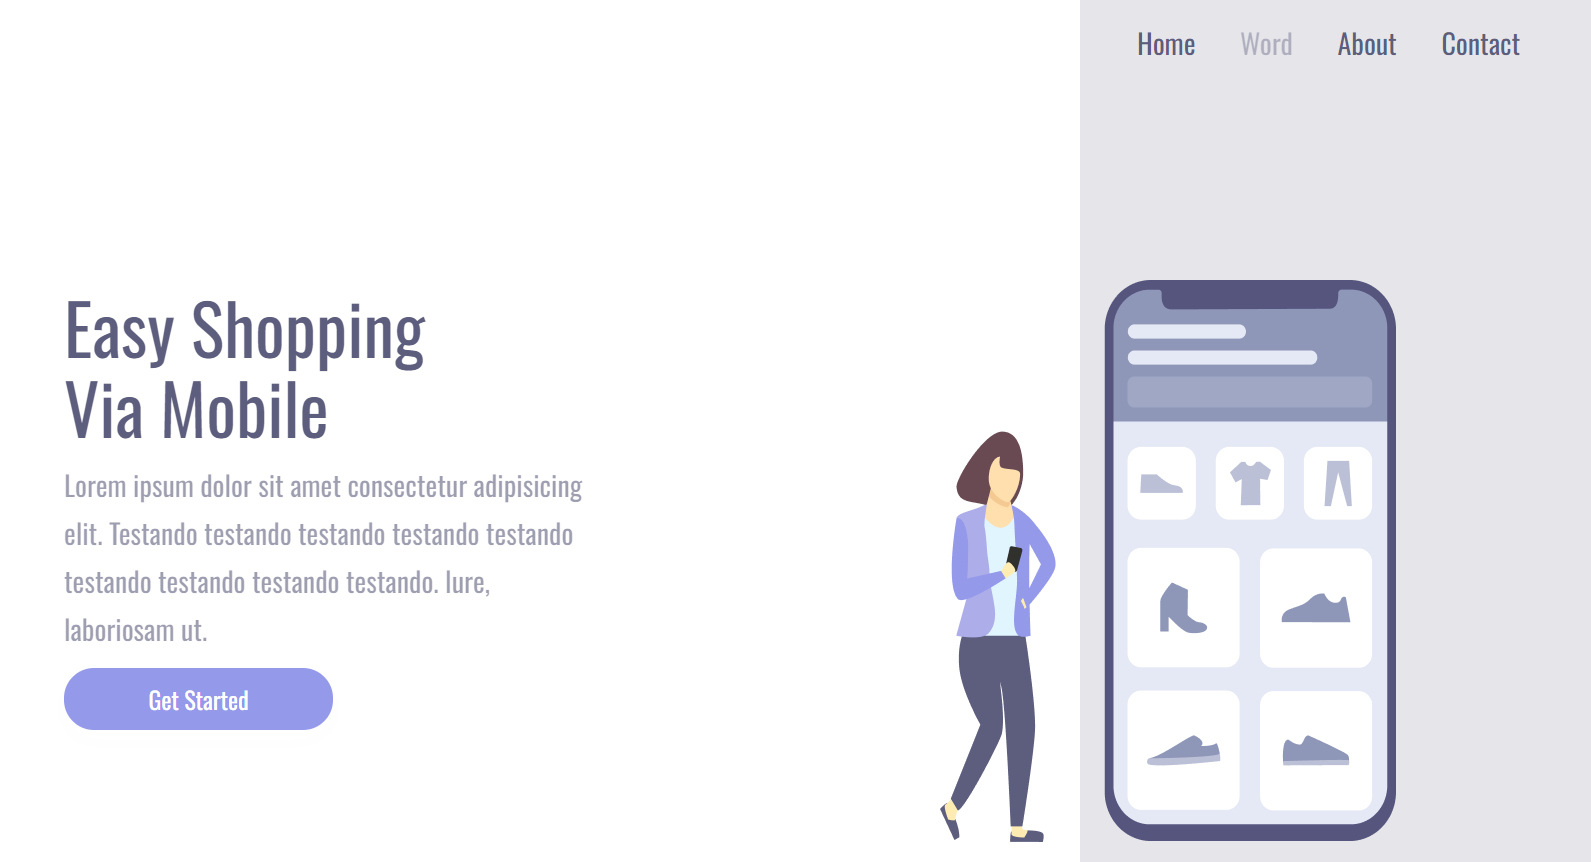 Home Word About Contact
Easy Shopping
Via Mobile
Lorem ipsum dolor sit amet consectetur adipisicing
elit. Testando testando testando testando testando
testando testando testando testando. Iure,
laboriosam ut.
Get Started